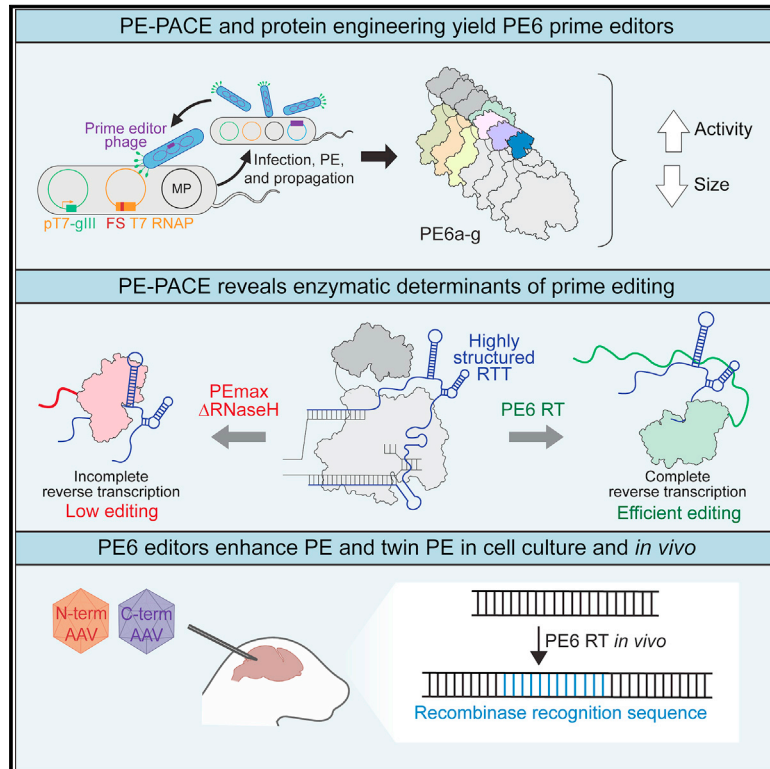 PE-PACE and protein engineering yield PE6 prime editors
Prime editor
phage
MP
Infection, PE,
and propagation
pT7-gIII
FS T7 RNAP
PE6a-g
Activity
Size
PE-PACE reveals enzymatic determinants of prime editing
Highly
structured
RTT
PEmax
ΔRNaseH
PE6 RT
Incomplete
reverse transcription
Low editing
Complete
reverse transcription
Efficient editing
PE6 editors enhance PE and twin PE in cell culture and in vivo
N-term
AAV
C-term
AAV
PE6 RT in vivo
Recombinase recognition sequence